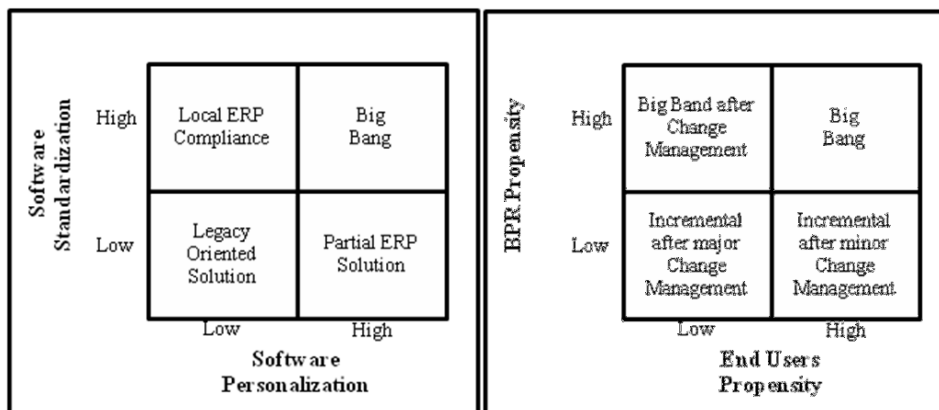 Software
Standardization
High
Low
Local ERP
Compliance
Big
Bang
Legacy
Oriented
Solution
Partial ERP
Solution
Low
High
Software
Personalization
BPR Propensity
High
Low
Big Band after
Change
Management
Big
Bang
Incremental
after major
Change
Management
Incremental
after minor
Change
Management
Low
High
End Users
Propensity